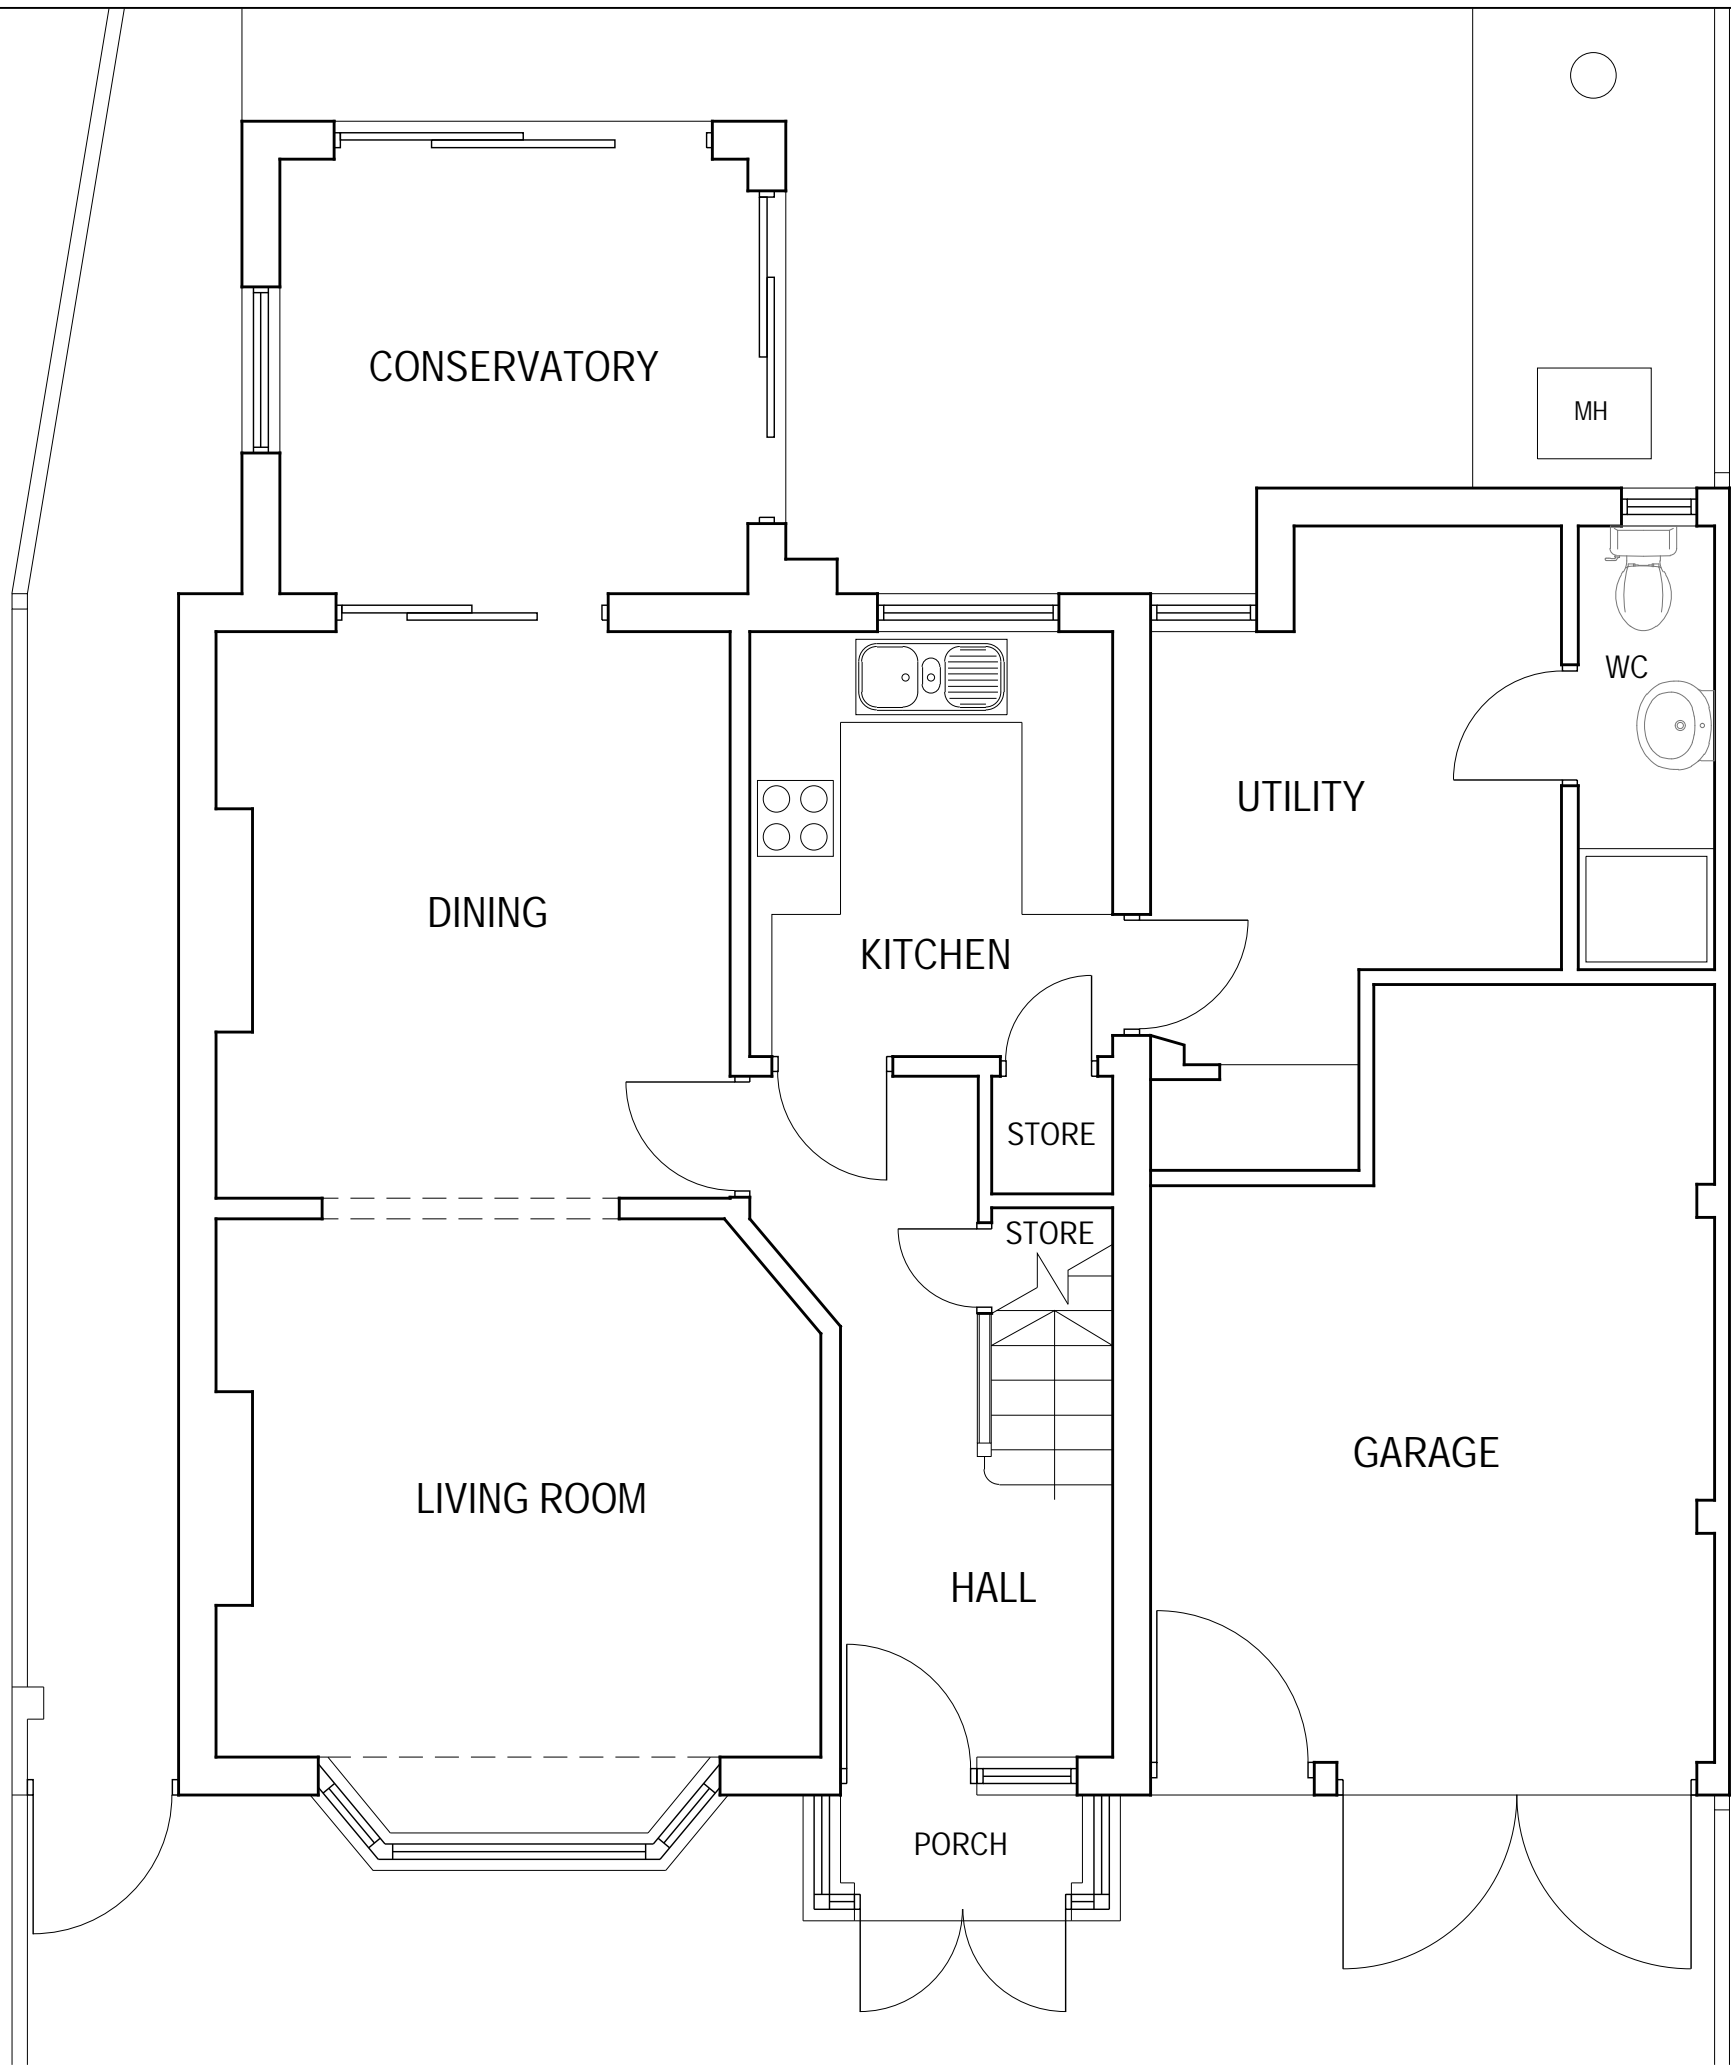 CONSERVATORY
MH
WC
UTILITY
DINING
KITCHEN
STORE
STORE
GARAGE
LIVING ROOM
HALL
PORCH